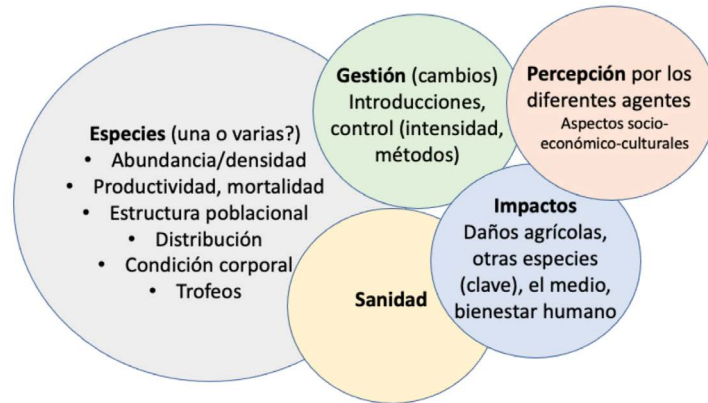 Especies (una o varias?)
• Abundancia/densidad
• Productividad, mortalidad
• Estructura poblacional
• Distribución
• Condición corporal
• Trofeos
Gestión (cambios)
Introducciones,
control (intensidad,
métodos)
Percepción por los
diferentes agentes
Aspectos socio-
económico-culturales
Sanidad
Impactos
Daños agrícolas,
otras especies
(clave), el medio,
bienestar humano